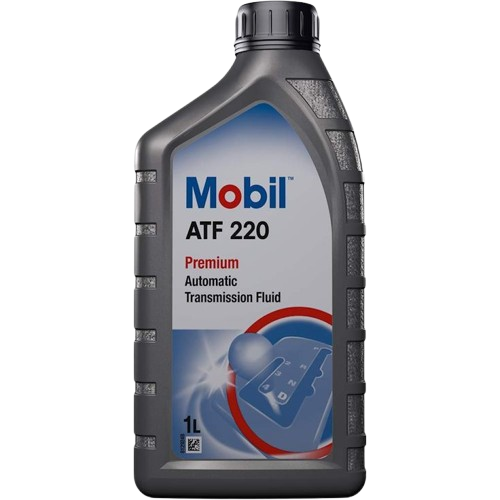 Mobil™
ATF 220
Premium
Automatic
Transmission Fluid
1L